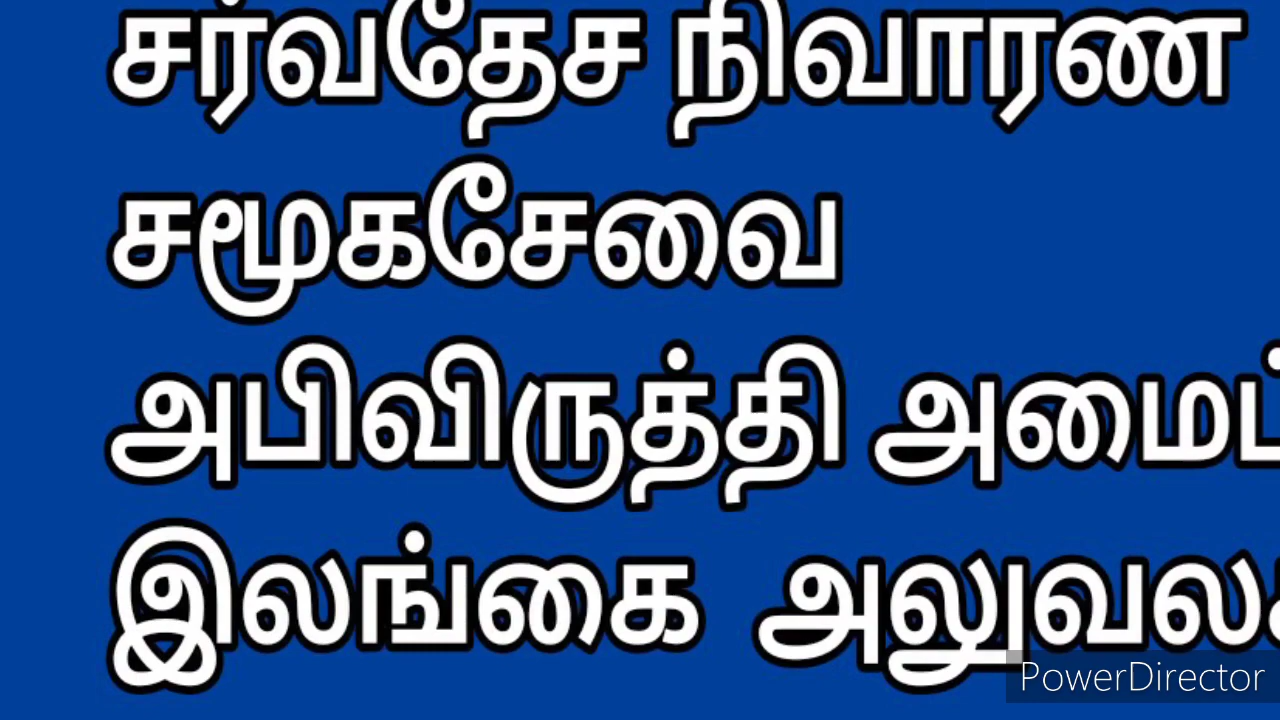 சர்வதேச நிவாரண
சமூகசேவை
அபிவிருத்தி
இலங்கை
PowerDirector